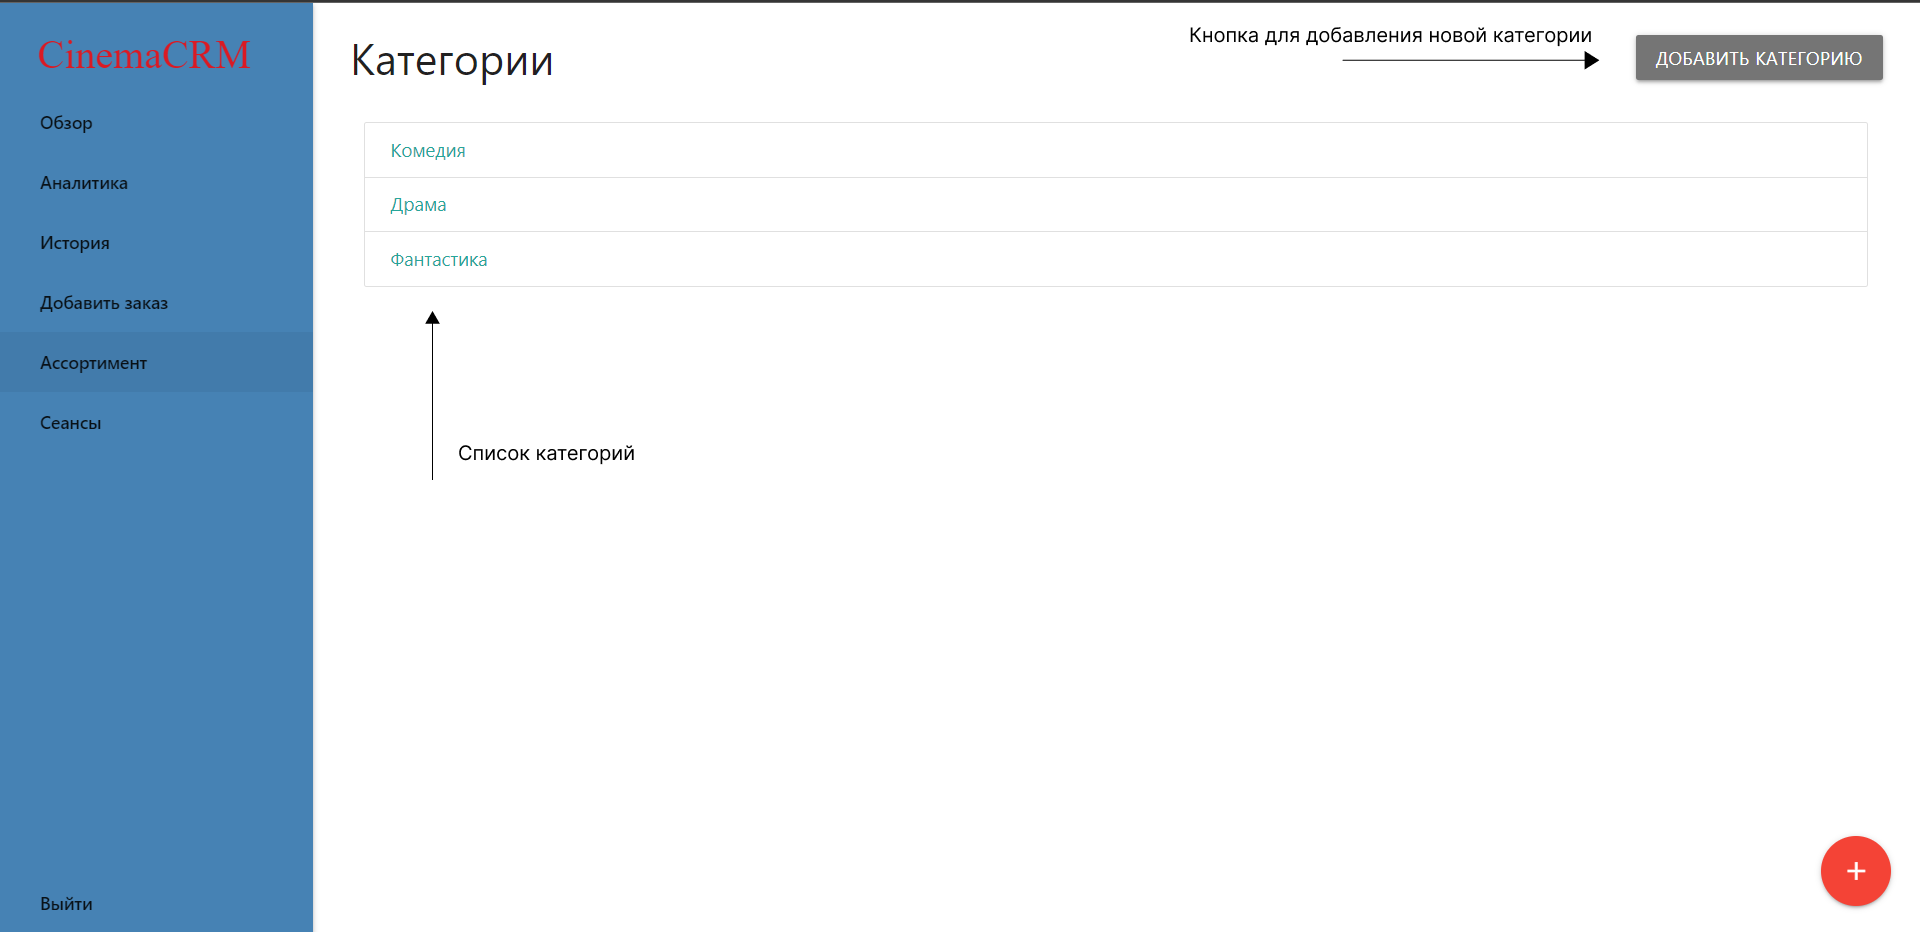 CinemaCRM
Обзор
Аналитика
История
Добавить заказ
Ассортимент
Сеансы
Выйти
Категории
Кнопка для добавления новой категории
ДОБАВИТЬ КАТЕГОРИЮ
Комедия
Драма
Фантастика
Список категорий
+